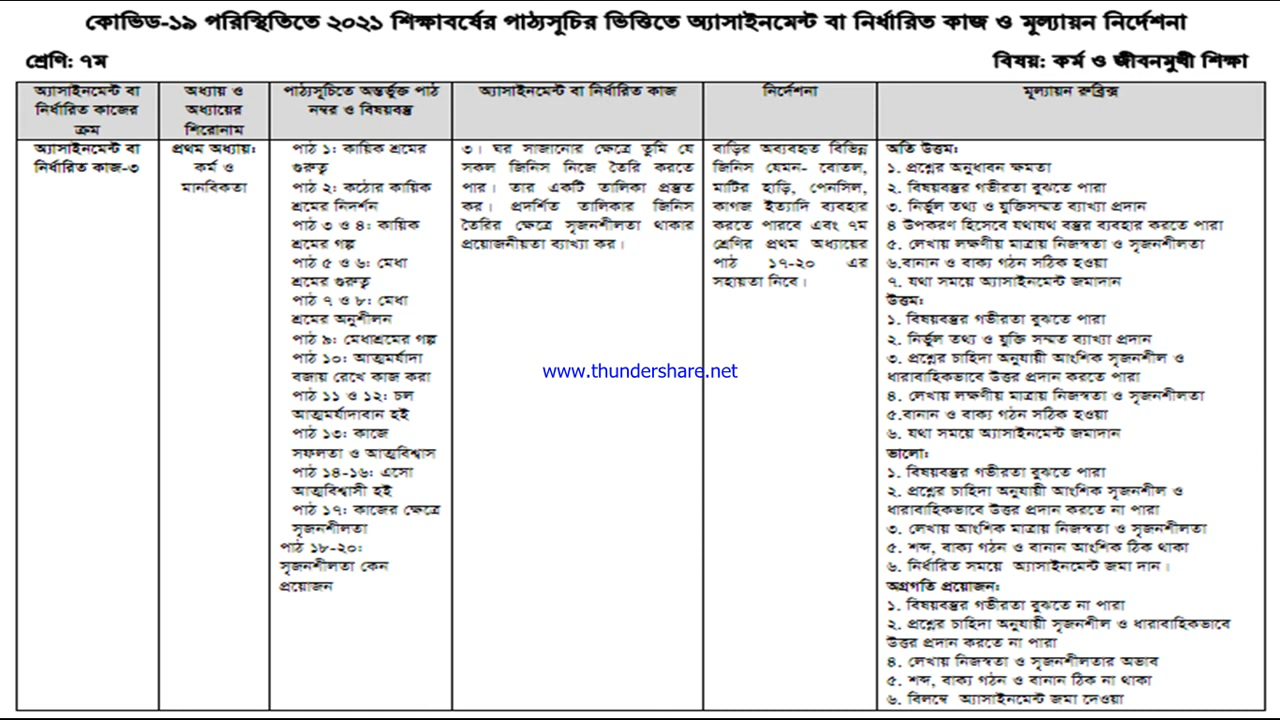 কোভিড-১৯ পরিস্থিতিতে ২০২১ শিক্ষাবর্ষের পাঠ্যসূচির ভিত্তিতে অ্যাসাইনমেন্ট বা নির্ধারিত কাজ ও মূল্যায়ন নির্দেশনা
শ্রেণি: ৭ম
বিষয়: কর্ম ও জীবনমুখী শিক্ষা
অ্যাসাইনমেন্ট বা
নির্ধারিত কাজের
ক্রম
অধ্যায় ও
অধ্যায়ের
শিরোনাম
পাঠ্যসূচিতে অন্তর্ভুক্ত পাঠ
নম্বর ও বিষয়বস্তু
অ্যাসাইনমেন্ট বা নির্ধারিত কাজ
নির্দেশনা
মূল্যায়ন রুব্রিক্স
অ্যাসাইনমেন্ট বা
নির্ধারিত কাজ-৩
প্রথম অধ্যায়:
কর্ম ও
মানবিকতা
পাঠ ১: কায়িক শ্রমের
গুরুত্ব
পাঠ ২: কঠোর কায়িক
শ্রমের নিদর্শন
পাঠ ৩ ও ৪: কায়িক
শ্রমের গল্প
পাঠ ৫ ও ৬: মেধা
শ্রমের গুরুত্ব
পাঠ ৭ ও ৮: মেধা
শ্রমের অনুশীলন
পাঠ ৯: মেধাশ্রমের গল্প
পাঠ ১০: আত্মমর্যাদা
বজায় রেখে কাজ করা
পাঠ ১১ ও ১২: চল
আত্মমর্যাদাবান হই
পাঠ ১৩: কাজে
সফলতা ও আত্মবিশ্বাস
পাঠ ১৪-১৬: এসো
আত্মবিশ্বাসী হই
পাঠ ১৭: কাজের ক্ষেত্রে
সৃজনশীলতা
পাঠ ১৮-২০:
সৃজনশীলতা কেন
প্রয়োজন
৩। ঘর সাজানোর ক্ষেত্রে তুমি যে
সকল জিনিস নিজে তৈরি করতে
পার। তার একটি তালিকা প্রস্তুত
কর। প্রদর্শিত তালিকার জিনিস
তৈরির ক্ষেত্রে সৃজনশীলতা থাকার
প্রয়োজনীয়তা ব্যাখ্যা কর।
বাড়ির অব্যবহৃত বিভিন্ন
জিনিস যেমন- বোতল,
মাটির হাড়ি, পেনসিল,
কাগজ ইত্যাদি ব্যবহার
করতে পারবে এবং ৭ম
শ্রেণির প্রথম অধ্যায়ের
পাঠ ১৭-২০ এর
সহায়তা নিবে।
অতি উত্তম:
১. প্রশ্নের অনুধাবন ক্ষমতা
২. বিষয়বস্তুর গভীরতা বুঝতে পারা
৩. নির্ভুল তথ্য ও যুক্তিসম্মত ব্যাখ্যা প্রদান
৪ উপকরণ হিসেবে যথাযথ বস্তুর ব্যবহার করতে পারা
৫. লেখায় লক্ষণীয় মাত্রায় নিজস্বতা ও সৃজনশীলতা
৬.বানান ও বাক্য গঠন সঠিক হওয়া
৭. যথা সময়ে অ্যাসাইনমেন্ট জমাদান
উত্তম:
১. বিষয়বস্তুর গভীরতা বুঝতে পারা
২. নির্ভুল তথ্য ও যুক্তি সম্মত ব্যাখ্যা প্রদান
৩. প্রশ্নের চাহিদা অনুযায়ী আংশিক সৃজনশীল ও
ধারাবাহিকভাবে উত্তর প্রদান করতে পারা
৪. লেখায় লক্ষণীয় মাত্রায় নিজস্বতা ও সৃজনশীলতা
৫.বানান ও বাক্য গঠন সঠিক হওয়া
৬. যথা সময়ে অ্যাসাইনমেন্ট জমাদান
ভালো:
১. বিষয়বস্তুর গভীরতা বুঝতে পারা
২. প্রশ্নের চাহিদা অনুযায়ী আংশিক সৃজনশীল ও
ধারাবাহিকভাবে উত্তর প্রদান করতে না পারা
৩. লেখায় আংশিক মাত্রায় নিজস্বতা ও সৃজনশীলতা
৫. শব্দ, বাক্য গঠন ও বানান আংশিক ঠিক থাকা
৬. নির্ধারিত সময়ে অ্যাসাইনমেন্ট জমা দান।
অগ্রগতি প্রয়োজন:
১. বিষয়বস্তুর গভীরতা বুঝতে না পারা
২. প্রশ্নের চাহিদা অনুযায়ী সৃজনশীল ও ধারাবাহিকভাবে
উত্তর প্রদান করতে না পারা
৪. লেখায় নিজস্বতা ও সৃজনশীলতার অভাব
৫. শব্দ, বাক্য গঠন ও বানান ঠিক না থাকা
৬. বিলম্বে অ্যাসাইনমেন্ট জমা দেওয়া
www.thundershare.net